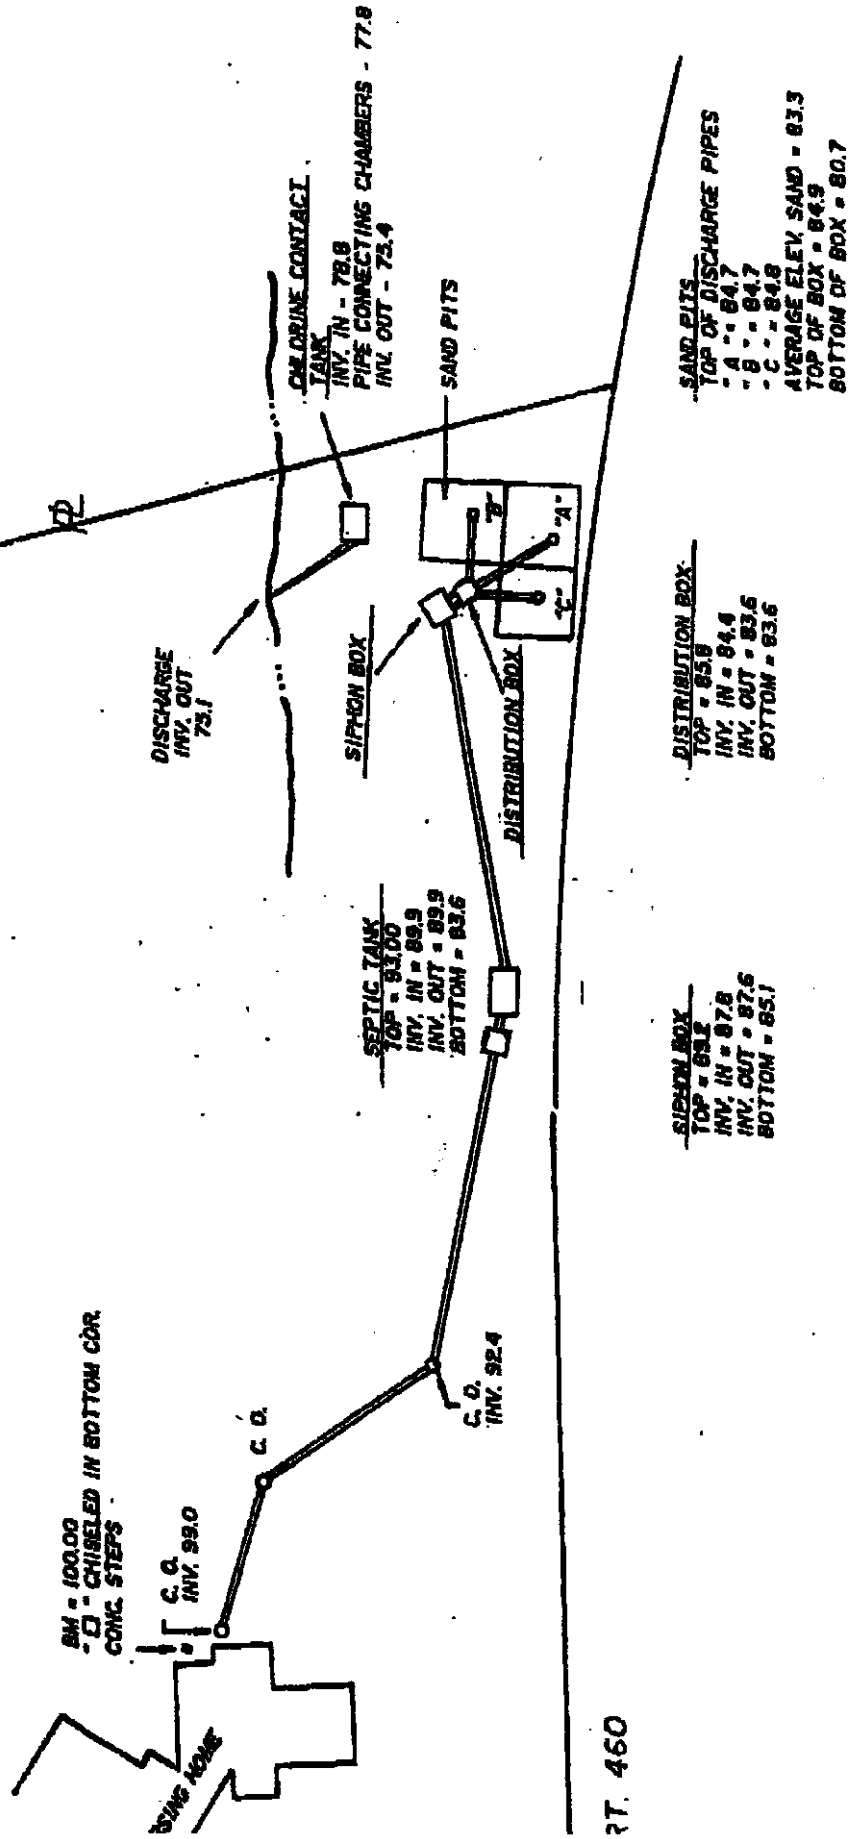 BM = 100.00
"□" CHISELED IN BOTTOM COR.
CONC. STEPS
C. O.
INV. 99.0
C. O.
C. O.
INV. 92.4
SEPTIC TANK
TOP = 93.00
INV. IN = 89.9
INV. OUT = 89.9
BOTTOM = 83.6
DISCHARGE
INV. OUT
75.1
SIPHON BOX
DISTRIBUTION BOX
CHLORINE CONTACT
TANK
INV. IN - 78.8
PIPE CONNECTING CHAMBERS - 77.8
INV. OUT - 75.4
SAND PITS
"B"
"A"
"C"
PL
SING HOME
RT. 460
SIPHON BOX
TOP = 89.2
INV. IN = 87.8
INV. OUT = 87.6
BOTTOM = 85.1
DISTRIBUTION BOX
TOP = 85.8
INV. IN = 84.4
INV. OUT = 83.6
BOTTOM = 83.6
SAND PITS
TOP OF DISCHARGE PIPES
"A" = 84.7
"B" = 84.7
"C" = 84.8
AVERAGE ELEV. SAND = 83.3
TOP OF BOX = 84.9
BOTTOM OF BOX = 80.7